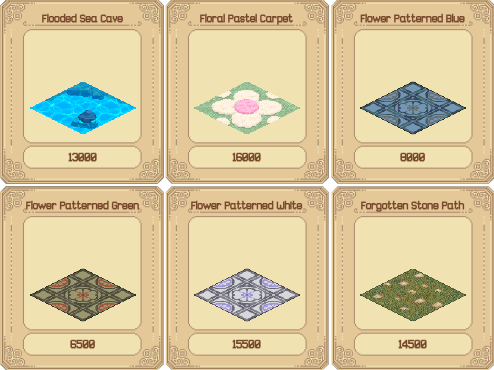 Flooded Sea Cave
Floral Pastel Carpet
Flower Patterned Blue
13000
16000
8000
Flower Patterned Green
Flower Patterned White
Forgotten Stone Path
6500
15500
14500